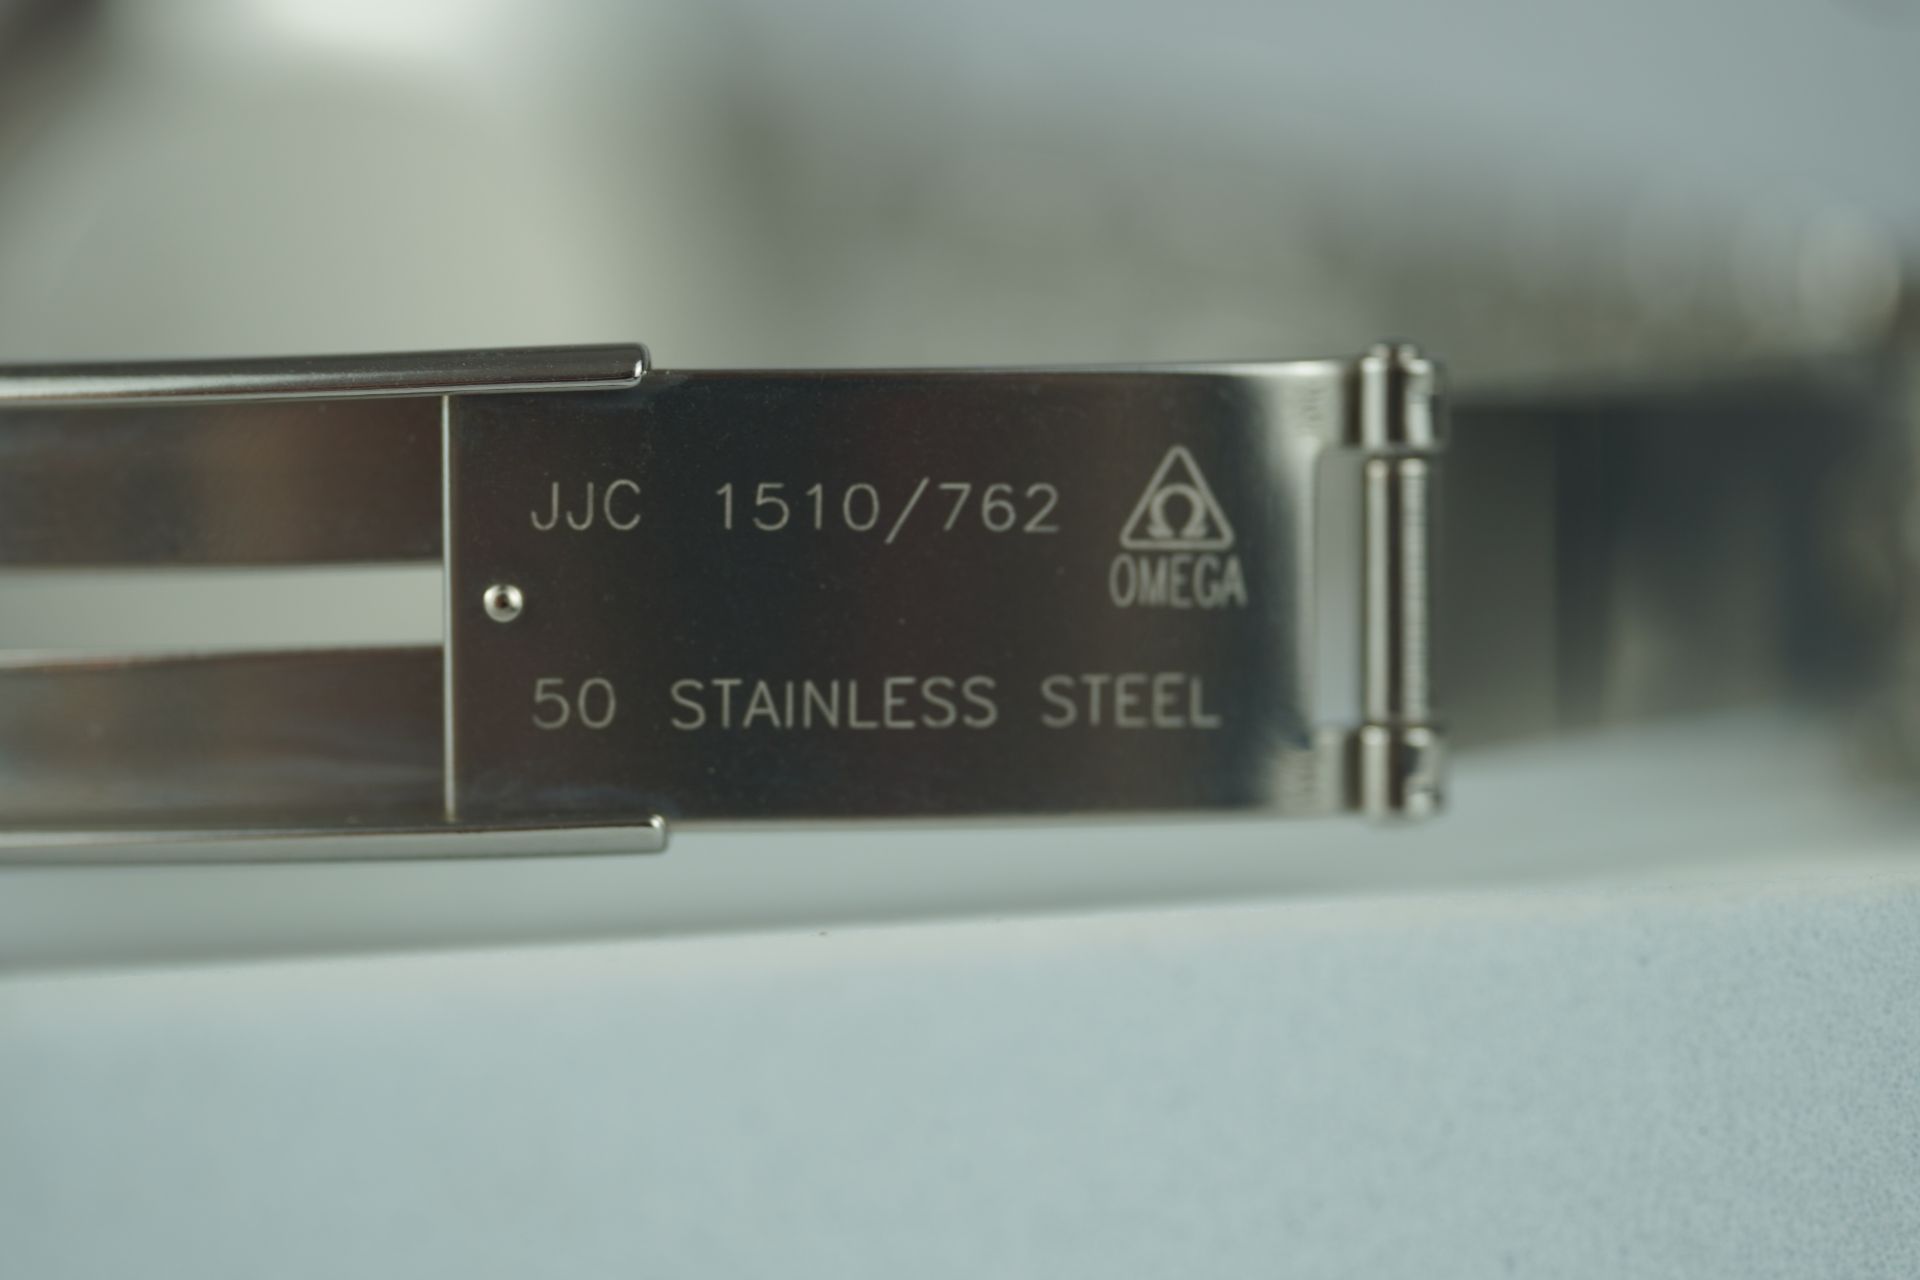 JJC 1510/762
Ω
OMEGA
50 STAINLESS STEEL